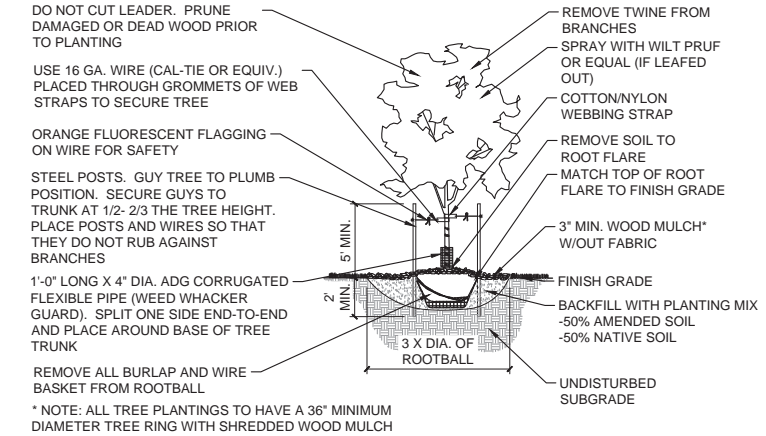 DO NOT CUT LEADER.  PRUNE
DAMAGED OR DEAD WOOD PRIOR
TO PLANTING
USE 16 GA. WIRE (CAL-TIE OR EQUIV.)
PLACED THROUGH GROMMETS OF WEB
STRAPS TO SECURE TREE
ORANGE FLUORESCENT FLAGGING
ON WIRE FOR SAFETY
STEEL POSTS.  GUY TREE TO PLUMB
POSITION.  SECURE GUYS TO
TRUNK AT 1/2- 2/3 THE TREE HEIGHT.
PLACE POSTS AND WIRES SO THAT
THEY DO NOT RUB AGAINST
BRANCHES
1'-0" LONG X 4" DIA. ADG CORRUGATED
FLEXIBLE PIPE (WEED WHACKER
GUARD).  SPLIT ONE SIDE END-TO-END
AND PLACE AROUND BASE OF TREE
TRUNK
REMOVE ALL BURLAP AND WIRE
BASKET FROM ROOTBALL
* NOTE: ALL TREE PLANTINGS TO HAVE A 36" MINIMUM
DIAMETER TREE RING WITH SHREDDED WOOD MULCH
5' MIN.
2'
MIN.
3 X DIA. OF
ROOTBALL
REMOVE TWINE FROM
BRANCHES
SPRAY WITH WILT PRUF
OR EQUAL (IF LEAFED
OUT)
COTTON/NYLON
WEBBING STRAP
REMOVE SOIL TO
ROOT FLARE
MATCH TOP OF ROOT
FLARE TO FINISH GRADE
3" MIN. WOOD MULCH*
W/OUT FABRIC
FINISH GRADE
BACKFILL WITH PLANTING MIX
-50% AMENDED SOIL
-50% NATIVE SOIL
UNDISTURBED
SUBGRADE